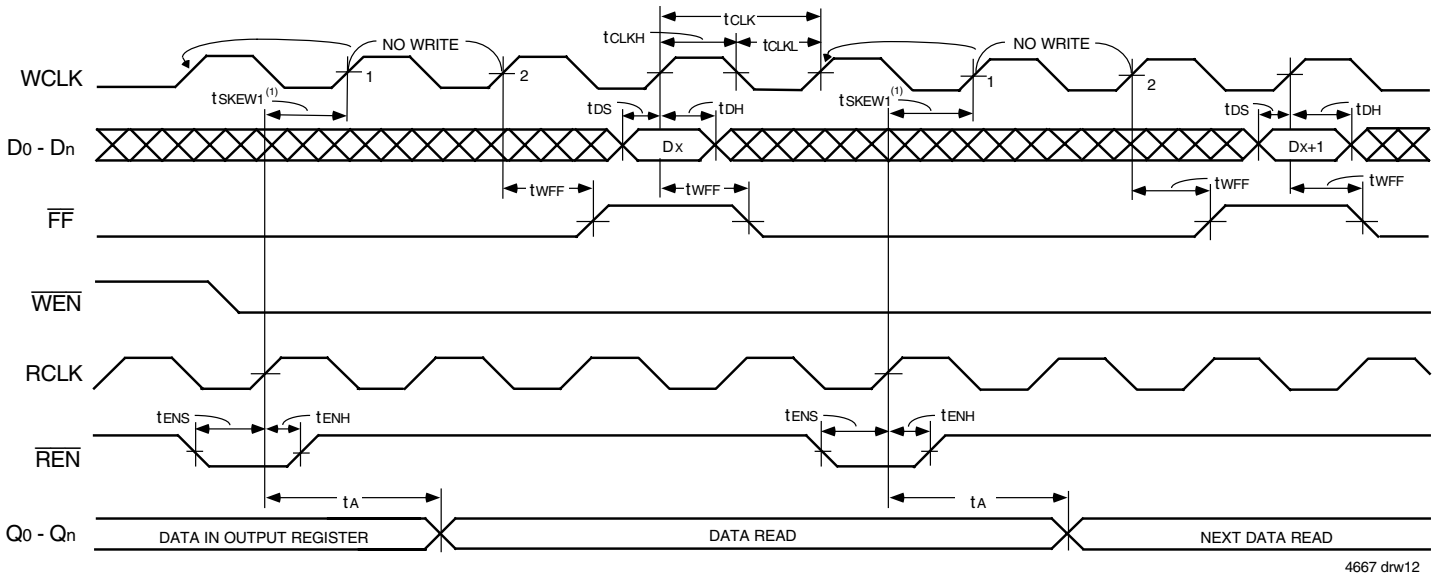 tCLK
tCLKH tCLKL
NO WRITE NO WRITE
WCLK 1 2 1 2
tSKEW1(1) tDS tDH tSKEW1(1) tDS tDH
D0 - Dn DX DX+1
tWFF tWFF tWFF tWFF
FF
WEN
RCLK
tENS tENH tENS tENH
REN
tA tA
Q0 - Qn DATA IN OUTPUT REGISTER DATA READ NEXT DATA READ
4667 drw12